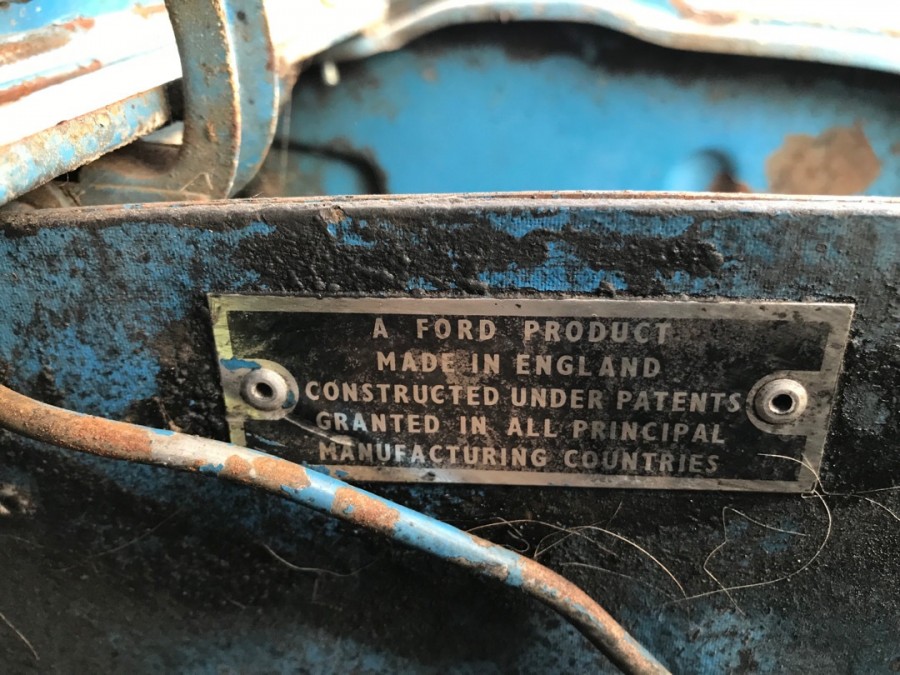 A FORD PRODUCT
MADE IN ENGLAND
CONSTRUCTED UNDER PATENTS
GRANTED IN ALL PRINCIPAL
MANUFACTURING COUNTRIES